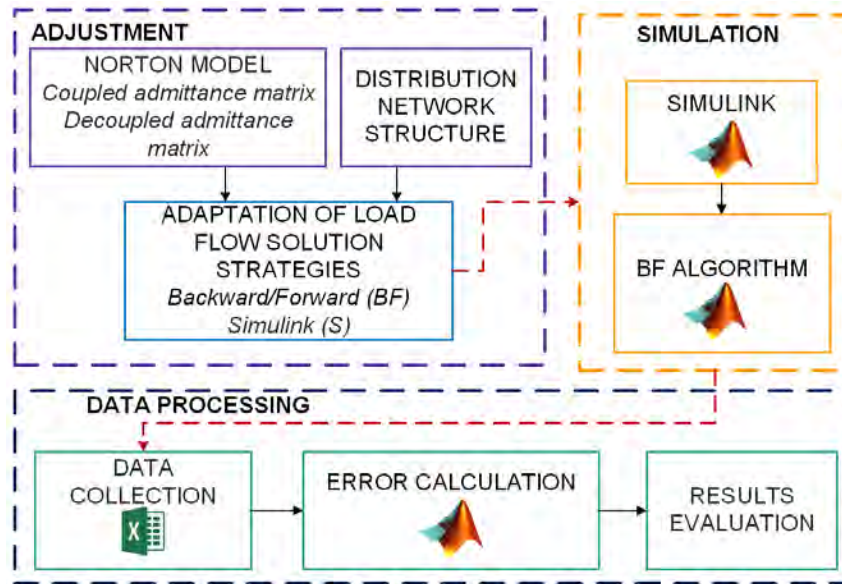 ADJUSTMENT
NORTON MODEL
Coupled admittance matrix
Decoupled admittance
matrix
DISTRIBUTION
NETWORK
STRUCTURE
ADAPTATION OF LOAD
FLOW SOLUTION
STRATEGIES
Backward/Forward (BF)
Simulink (S)
SIMULATION
SIMULINK
BF ALGORITHM
DATA PROCESSING
DATA
COLLECTION
X
ERROR CALCULATION
RESULTS
EVALUATION